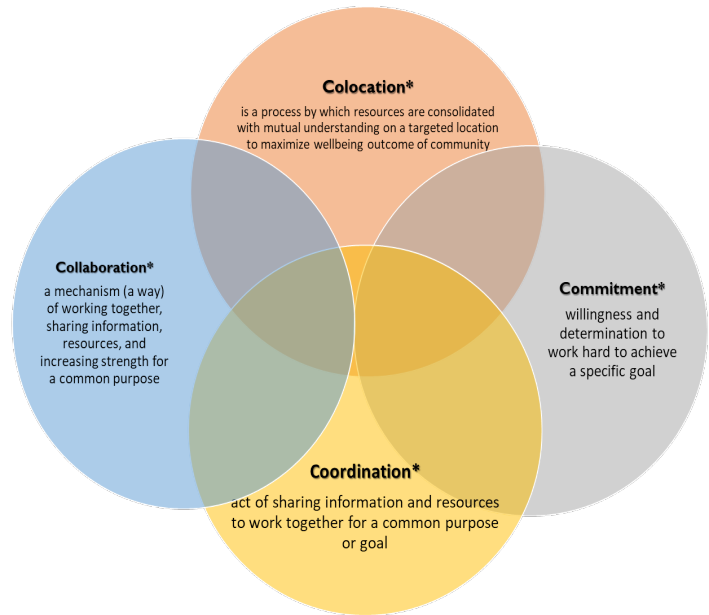 Colocation*
is a process by which resources are consolidated
with mutual understanding on a targeted location
to maximize wellbeing outcome of community
Collaboration*
a mechanism (a way)
of working together,
sharing information,
resources, and
increasing strength for
a common purpose
Commitment*
willingness and
determination to
work hard to achieve
a specific goal
Coordination*
act of sharing information and resources
to work together for a common purpose
or goal